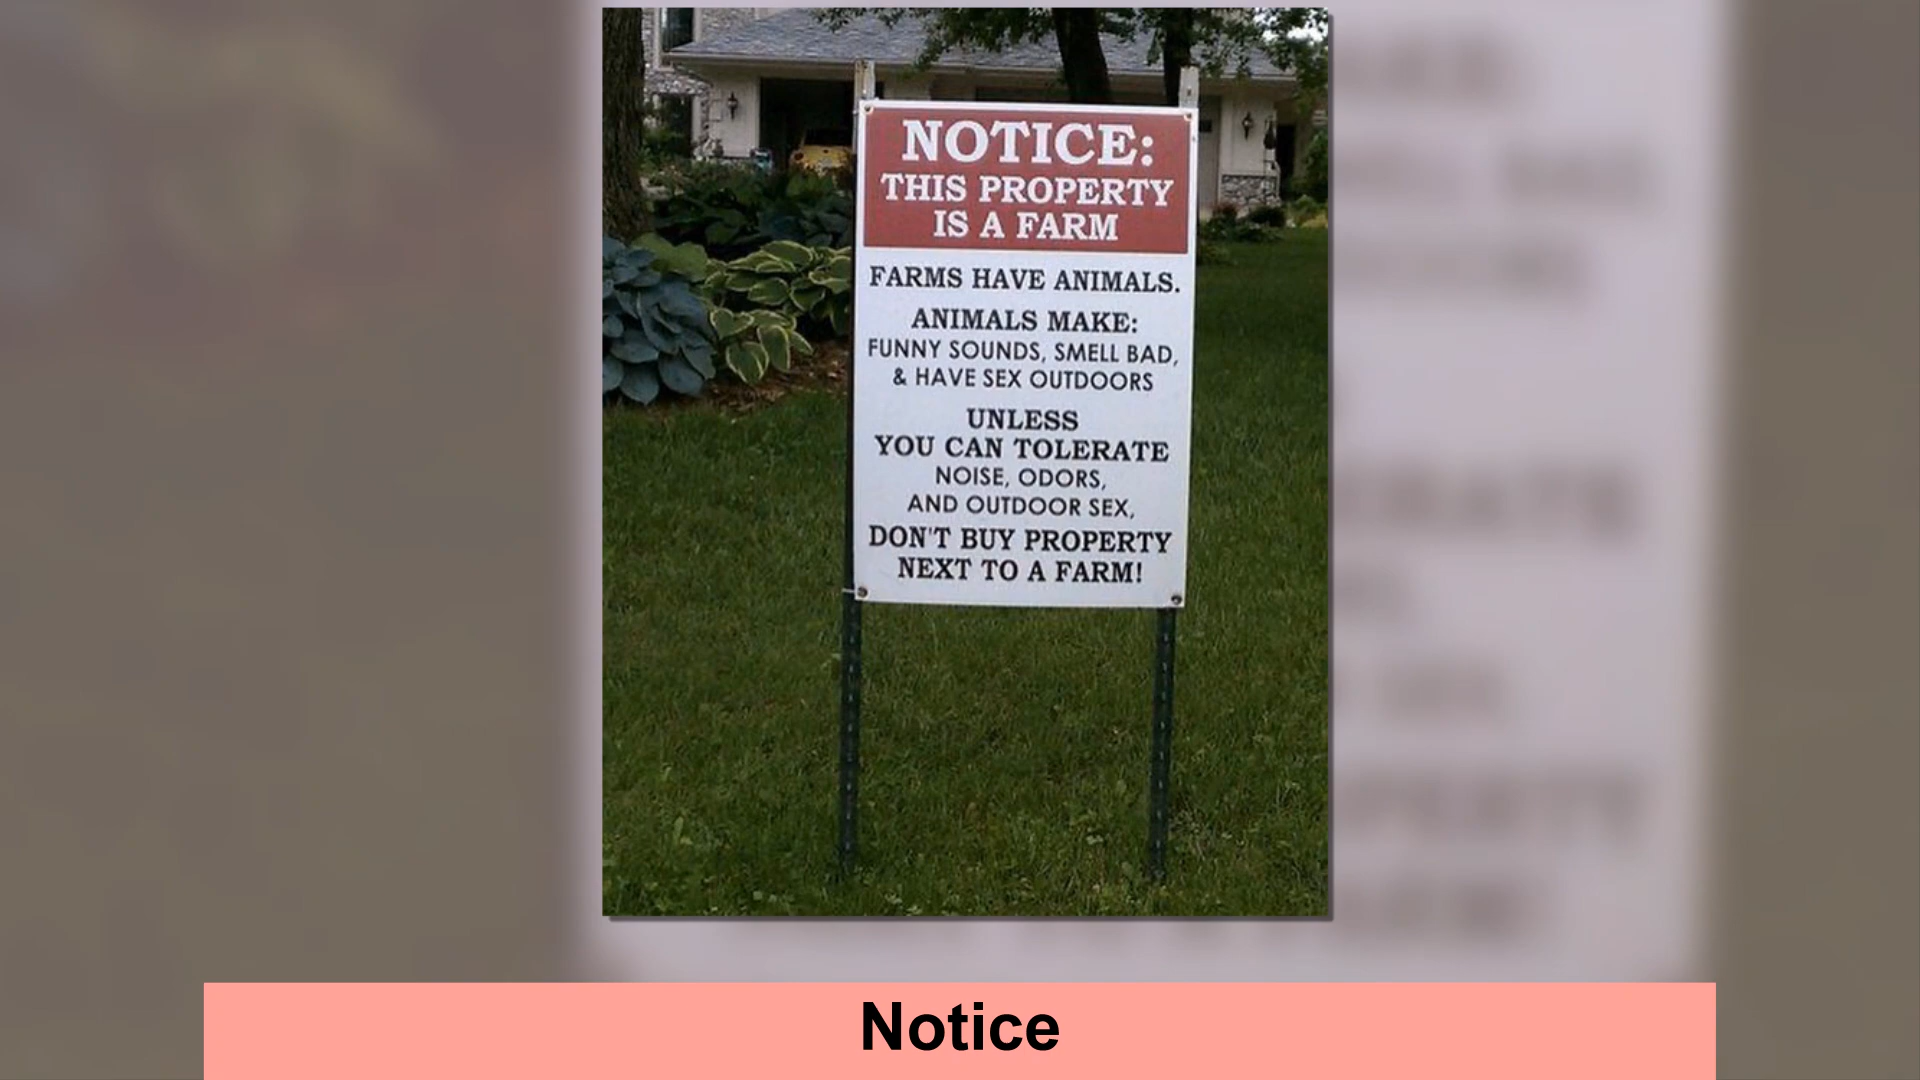 NOTICE:
THIS PROPERTY
IS A FARM
FARMS HAVE ANIMALS.
ANIMALS MAKE:
FUNNY SOUNDS, SMELL BAD,
& HAVE SEX OUTDOORS
UNLESS
YOU CAN TOLERATE
NOISE, ODORS,
AND OUTDOOR SEX,
DON'T BUY PROPERTY
NEXT TO A FARM!
Notice